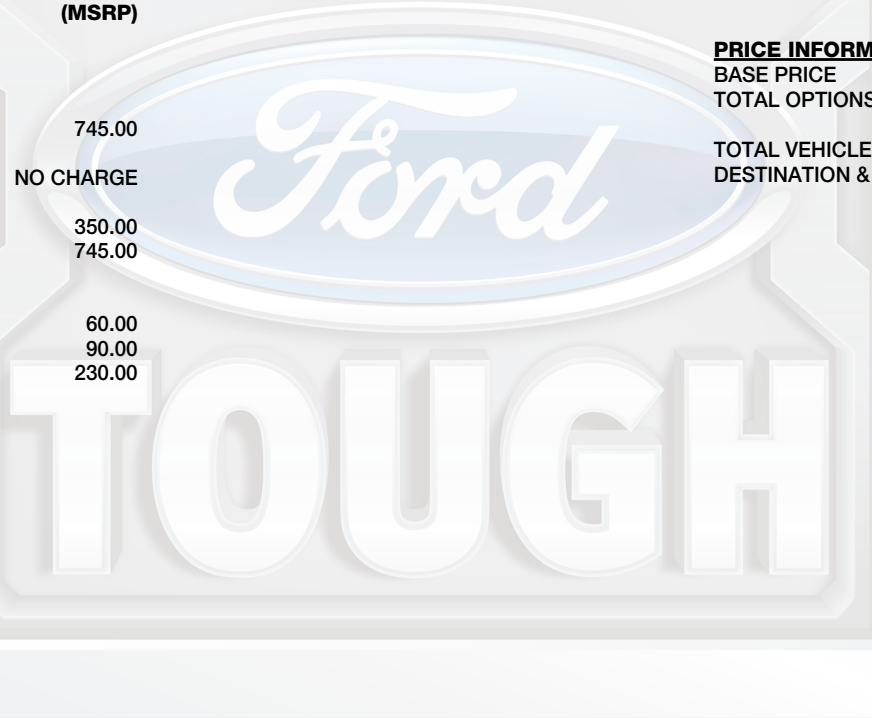 (MSRP)
745.00
NO CHARGE
350.00
745.00
60.00
90.00
230.00
PRICE INFORM
BASE PRICE
TOTAL OPTIONS
TOTAL VEHICLE
DESTINATION &
Ford
TOUGH